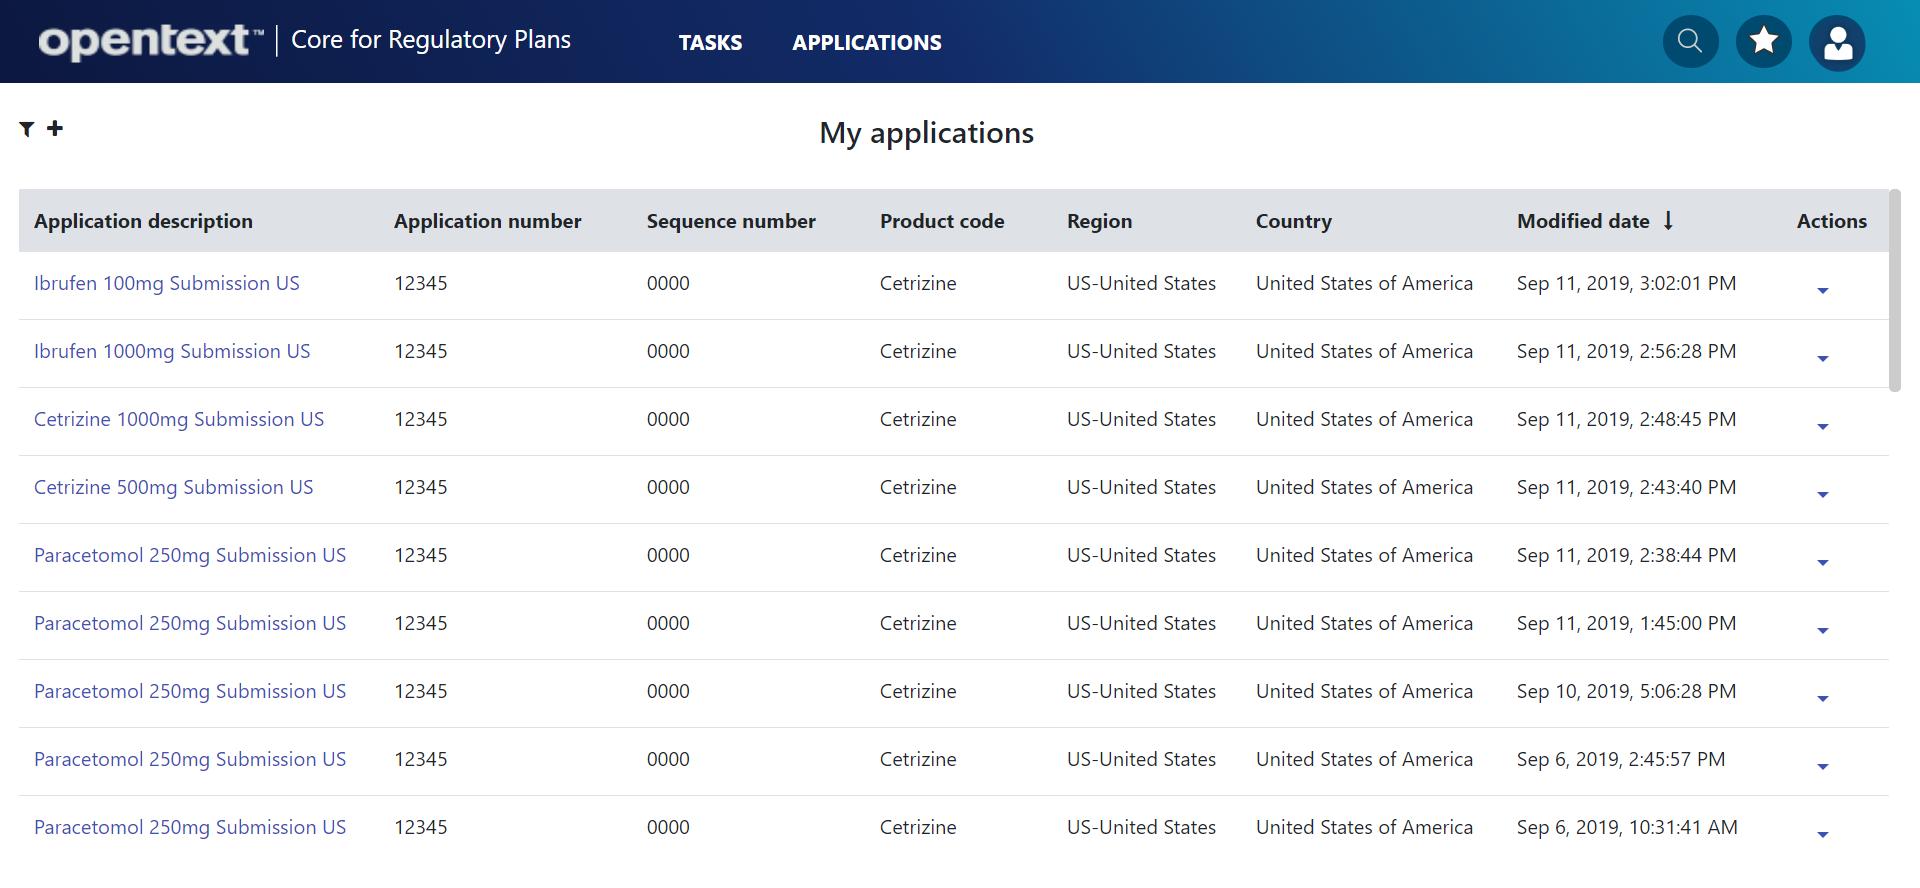 opentext™ | Core for Regulatory Plans TASKS APPLICATIONS
My applications
Application description Application number Sequence number Product code Region Country Modified date ↓ Actions
Ibrufen 100mg Submission US 12345 0000 Cetrizine US-United States United States of America Sep 11, 2019, 3:02:01 PM
Ibrufen 1000mg Submission US 12345 0000 Cetrizine US-United States United States of America Sep 11, 2019, 2:56:28 PM
Cetrizine 1000mg Submission US 12345 0000 Cetrizine US-United States United States of America Sep 11, 2019, 2:48:45 PM
Cetrizine 500mg Submission US 12345 0000 Cetrizine US-United States United States of America Sep 11, 2019, 2:43:40 PM
Paracetomol 250mg Submission US 12345 0000 Cetrizine US-United States United States of America Sep 11, 2019, 2:38:44 PM
Paracetomol 250mg Submission US 12345 0000 Cetrizine US-United States United States of America Sep 11, 2019, 1:45:00 PM
Paracetomol 250mg Submission US 12345 0000 Cetrizine US-United States United States of America Sep 10, 2019, 5:06:28 PM
Paracetomol 250mg Submission US 12345 0000 Cetrizine US-United States United States of America Sep 6, 2019, 2:45:57 PM
Paracetomol 250mg Submission US 12345 0000 Cetrizine US-United States United States of America Sep 6, 2019, 10:31:41 AM